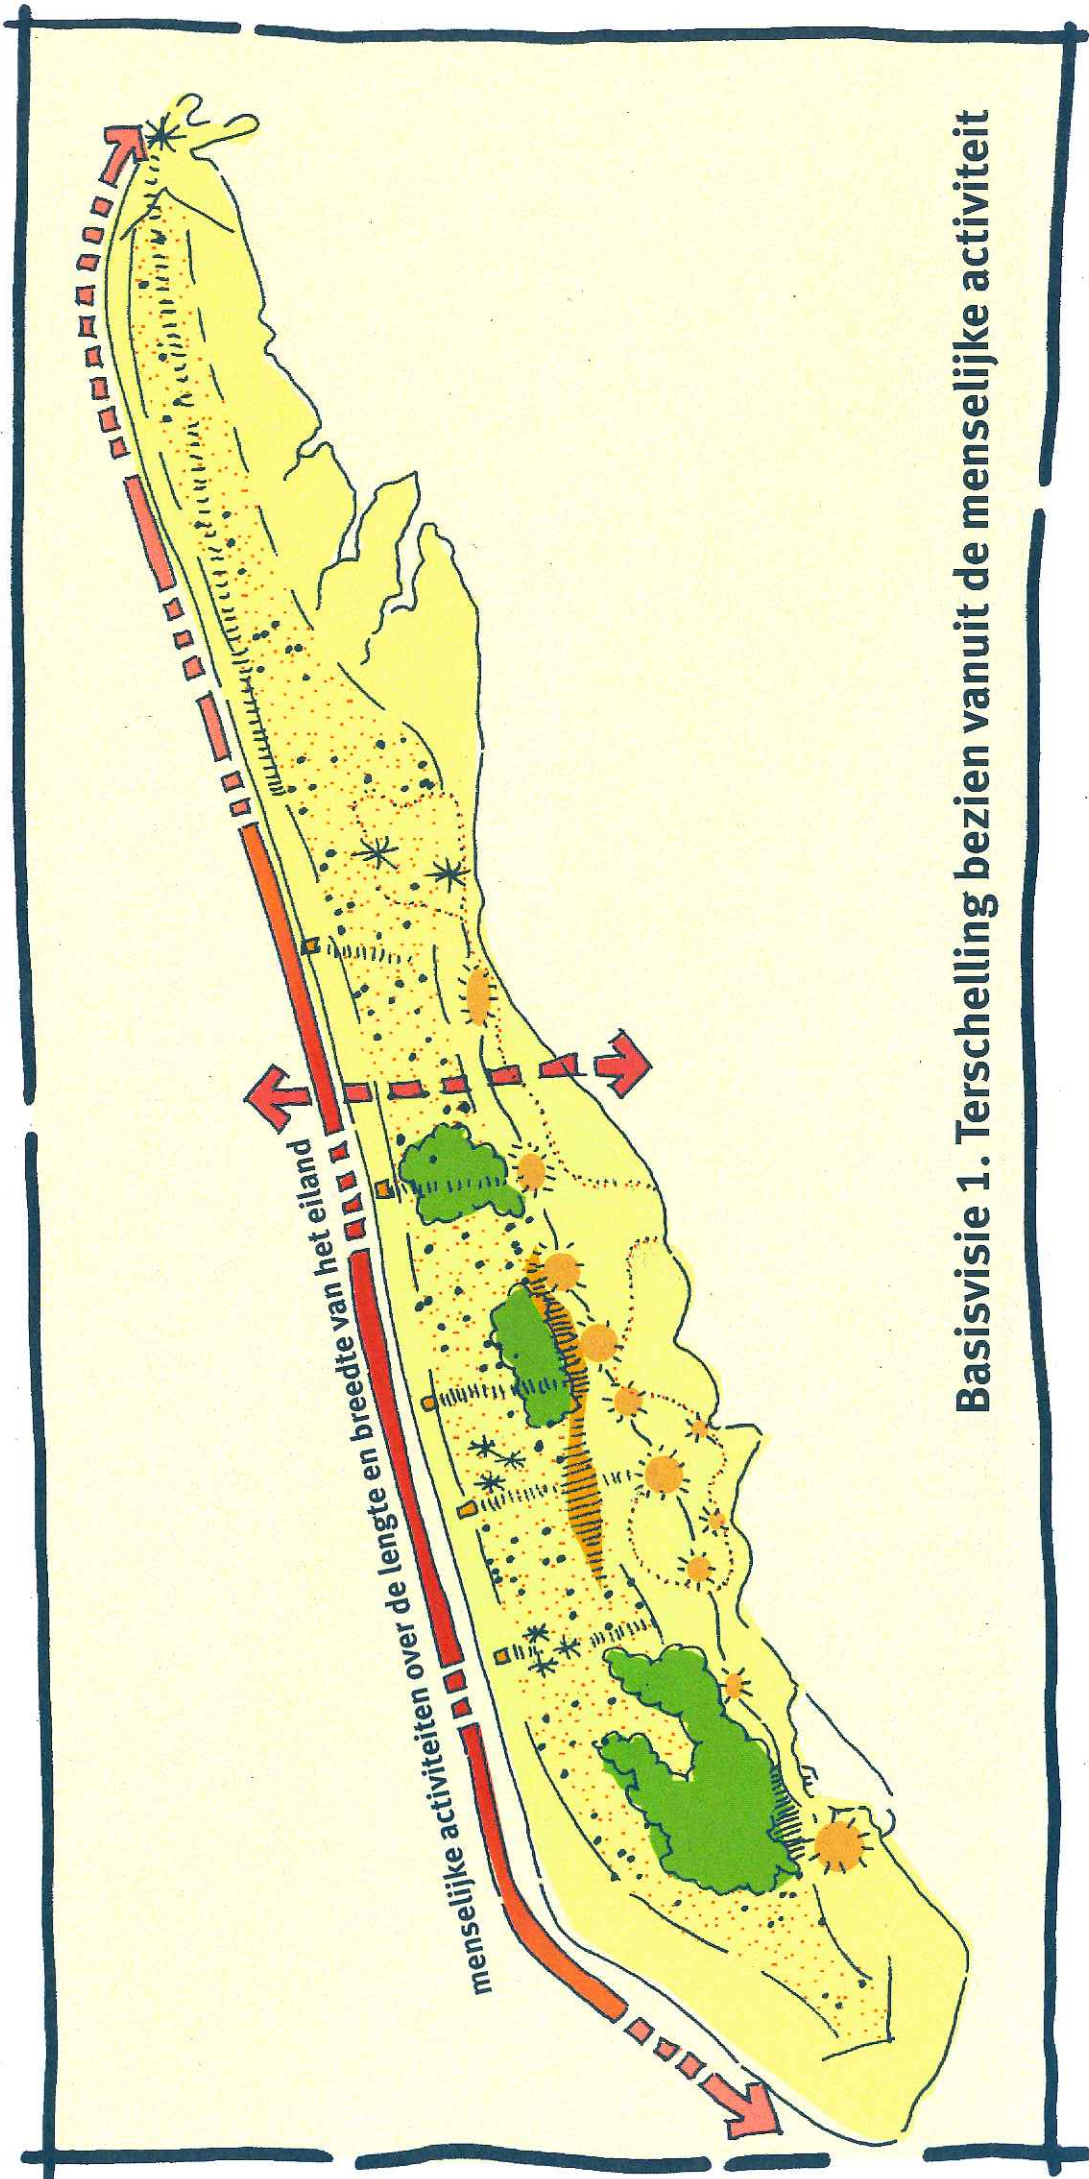 menselijke activiteiten over de lengte en breedte van het eiland
Basisvisie 1. Terschelling bezien vanuit de menselijke activiteit